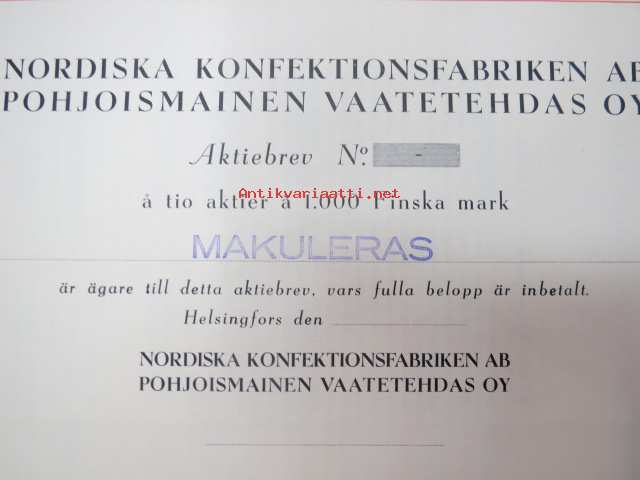 NORDISKA KONFEKTIONSFABRIKEN AB
POHJOISMAINEN VAATETEHDAS OY
Aktiebrev Nº. -
Antikvariaatti.net
å tio aktier à 1.000 Finska mark
MAKULERAS
är ägare till detta aktiebrev, vars fulla belopp är inbetalt.
Helsingfors den
NORDISKA KONFEKTIONSFABRIKEN AB
POHJOISMAINEN VAATETEHDAS OY